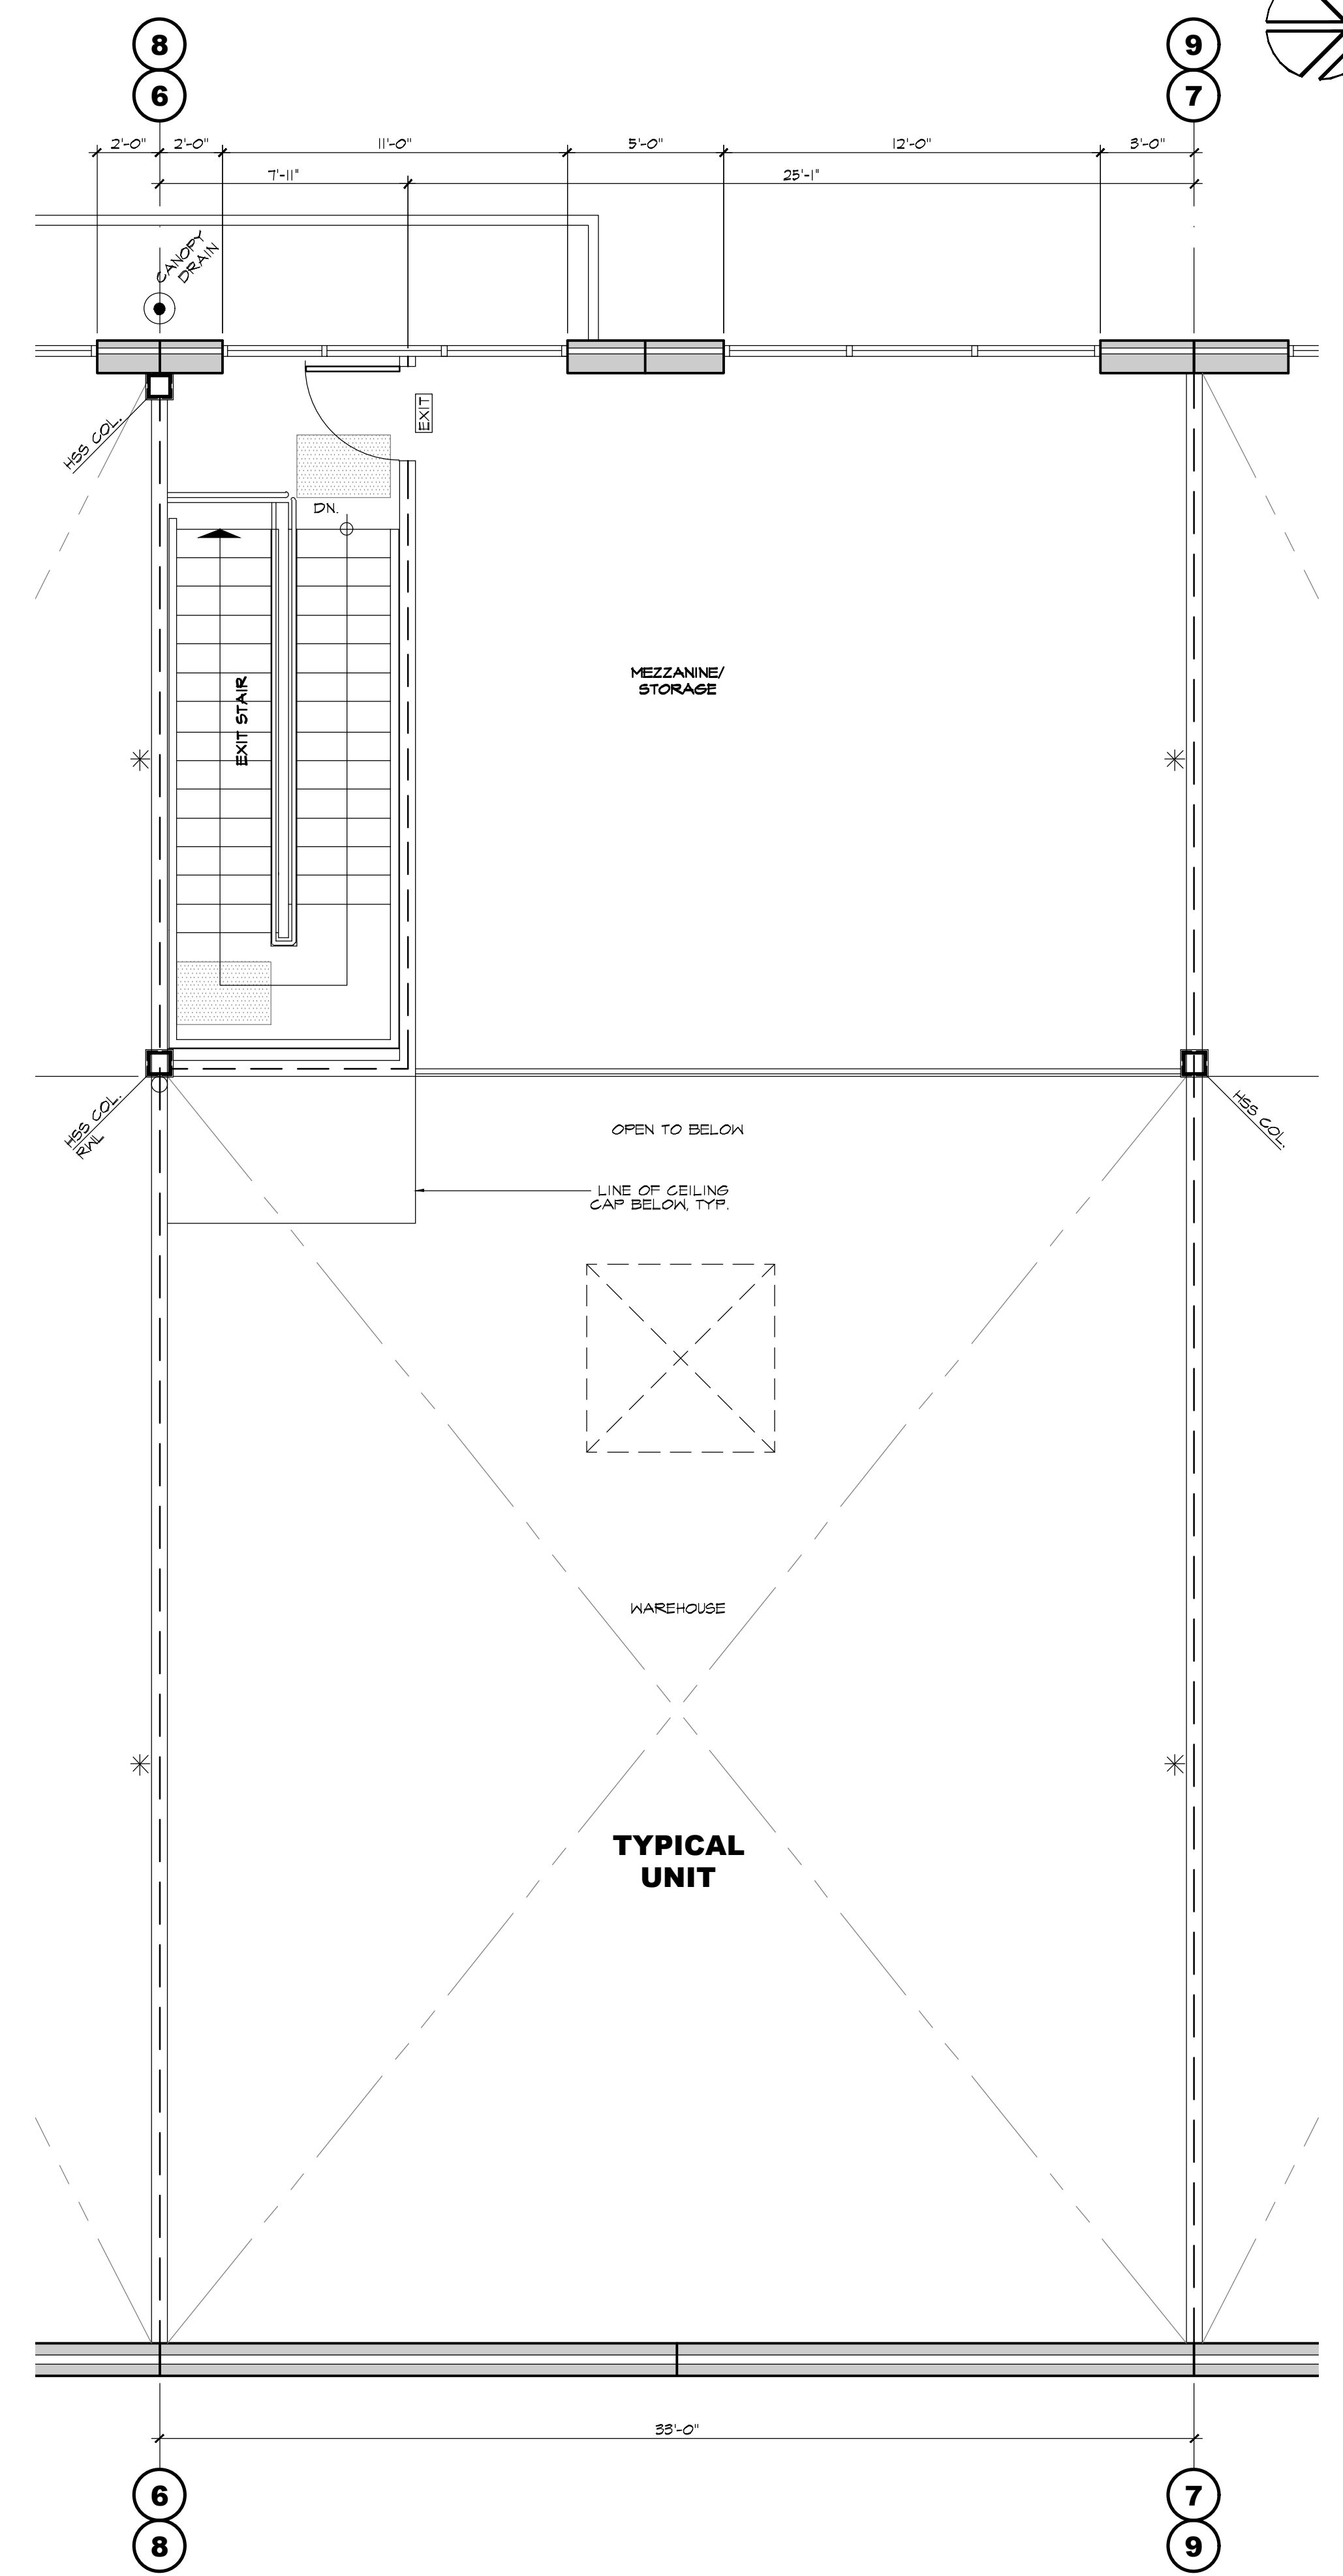 8
9
6
7
2'-0"
2'-0"
11'-0"
5'-0"
12'-0"
3'-0"
7'-11"
25'-1"
CANOPY
DRAIN
HSS COL.
EXIT
DN.
EXIT STAIR
MEZZANINE/
STORAGE
HSS COL.
RWL
HSS COL.
OPEN TO BELOW
LINE OF CEILING
CAP BELOW, TYP.
WAREHOUSE
TYPICAL
UNIT
33'-0"
6
7
8
9